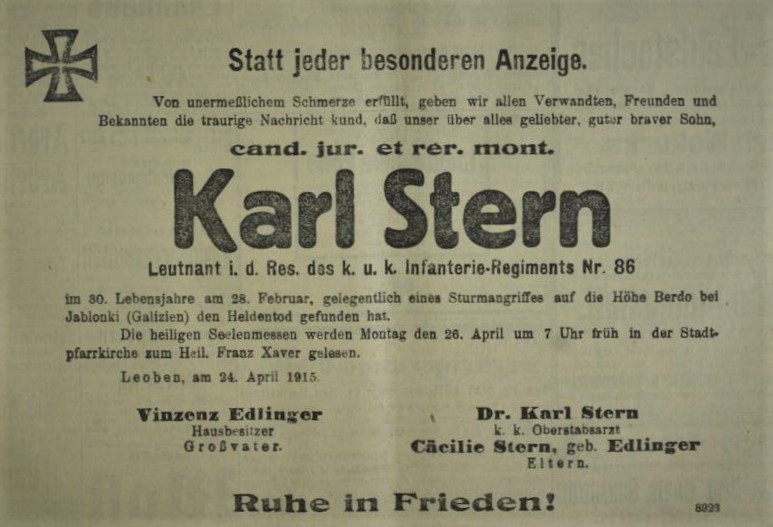 Statt jeder besonderen Anzeige.
Von unermeßlichem Schmerze erfüllt, geben wir allen Verwandten, Freunden und
Bekannten die traurige Nachricht kund, daß unser über alles geliebter, guter braver Sohn,
cand. jur. et rer. mont.
Karl Stern
Leutnant i. d. Res. des k. u. k. Infanterie-Regiments Nr. 86
im 30. Lebensjahre am 28. Februar, gelegentlich eines Sturmangriffes auf die Höhe Berdo bei
Jablonki (Galizien) den Heldentod gefunden hat.
Die heiligen Seelenmessen werden Montag den 26. April um 7 Uhr früh in der Stadt-
pfarrkirche zum Heil. Franz Xaver gelesen.
Leoben, am 24. April 1915.
Vinzenz Edlinger
Hausbesitzer
Großvater.
Dr. Karl Stern
k. k. Oberstabsarzt
Cäcilie Stern, geb. Edlinger
Eltern.
Ruhe in Frieden!
8923